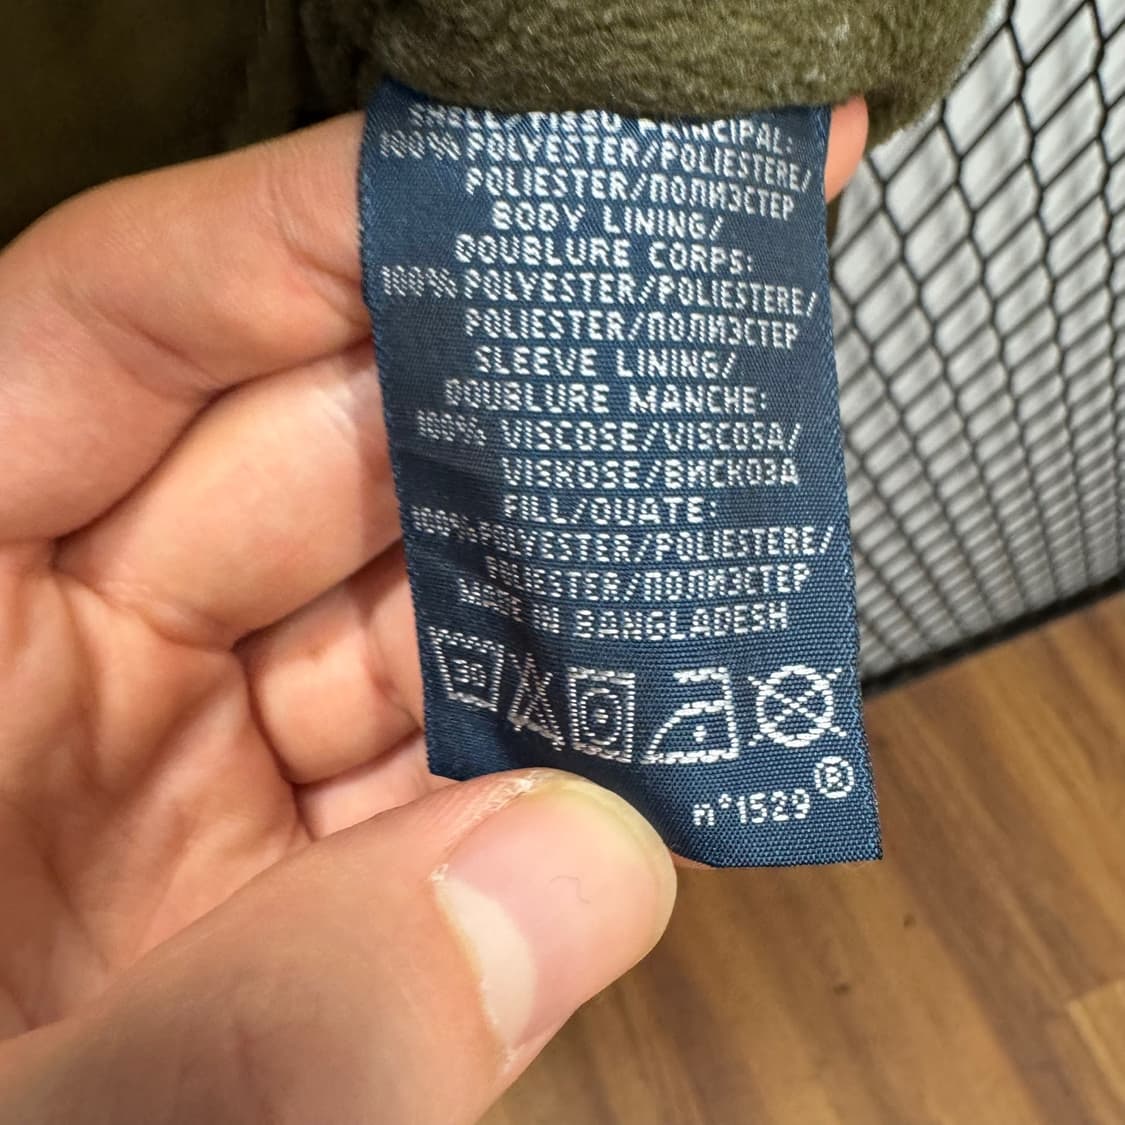 SHELL/TISSU PRINCIPAL:
100% POLYESTER/POLIESTERE/
POLIESTER/ПОЛИЭСТЕР
BODY LINING/
DOUBLURE CORPS:
100% POLYESTER/POLIESTERE/
POLIESTER/ПОЛИЭСТЕР
SLEEVE LINING/
DOUBLURE MANCHE:
100% VISCOSE/VISCOSA/
VISKOSE/ВИСКОЗА
FILL/OUATE:
100% POLYESTER/POLIESTERE/
POLIESTER/ПОЛИЭСТЕР
MADE IN BANGLADESH
30
n°1529 ®